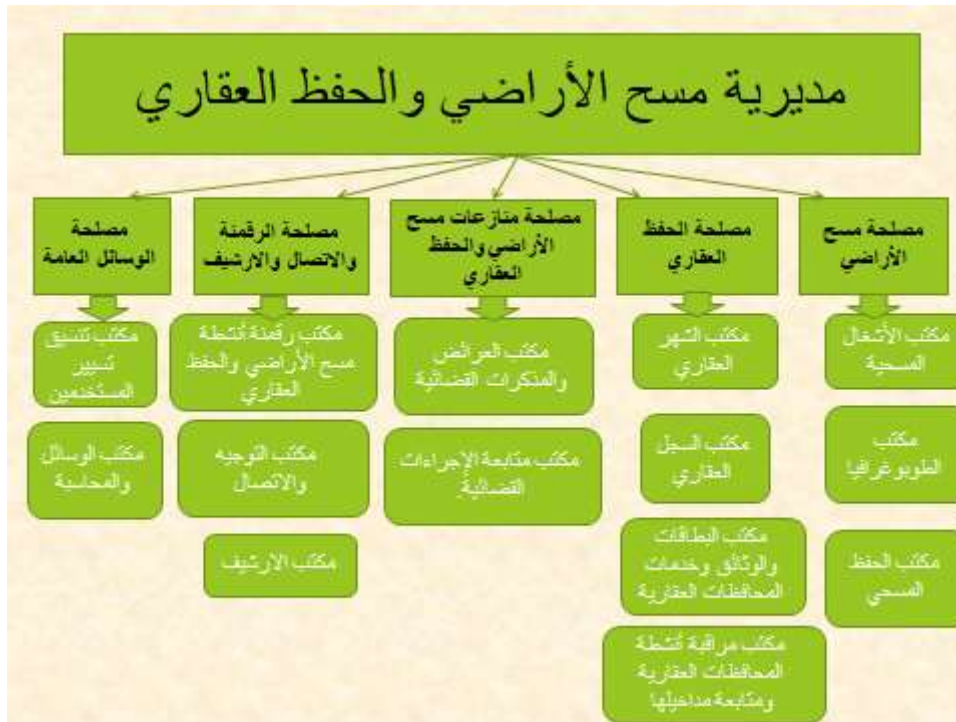 مديرية مسح الأراضي والحفظ العقاري
مصلحة مسح
الأراضي
مصلحة الحفظ
العقاري
مصلحة منازعات مسح
الأراضي والحفظ
العقاري
مصلحة الرقمنة
والاتصال والارشيف
مصلحة
الوسائل العامة
مكتب الأشغال
المسحية
مكتب
الطوبوغرافيا
مكتب الحفظ
المسحي
مكتب الشهر
العقاري
مكتب السجل
العقاري
مكتب البطاقات
والوثائق وخدمات
المحافظات العقارية
مكتب مراقبة أنشطة
المحافظات العقارية
ومتابعة مداخيلها
مكتب العرائض
والمذكرات القضائية
مكتب متابعة الإجراءات
القضائية
مكتب رقمنة أنشطة
مسح الأراضي والحفظ
العقاري
مكتب التوجيه
والاتصال
مكتب الارشيف
مكتب تنسيق
تسيير
المستخدمين
مكتب الوسائل
والمحاسبة